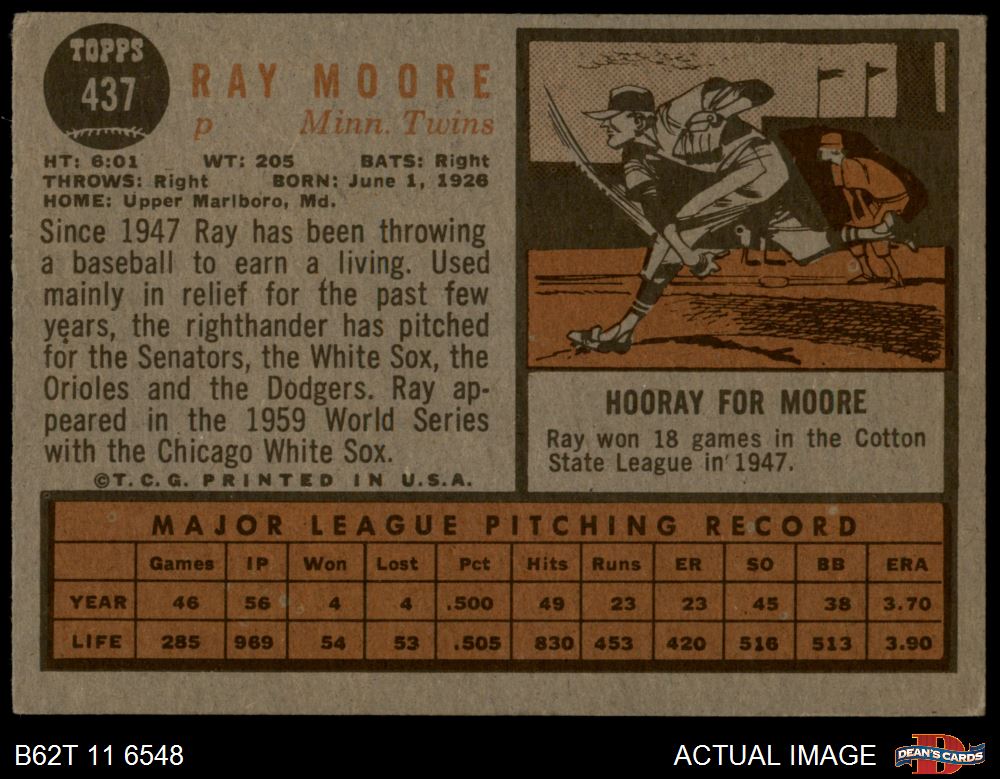 TOPPS
437
RAY MOORE
p Minn. Twins
HT: 6:01 WT: 205 BATS: Right
THROWS: Right BORN: June 1, 1926
HOME: Upper Marlboro, Md.
Since 1947 Ray has been throwing
a baseball to earn a living. Used
mainly in relief for the past few
years, the righthander has pitched
for the Senators, the White Sox, the
Orioles and the Dodgers. Ray ap-
peared in the 1959 World Series
with the Chicago White Sox.
©T.C.G. PRINTED IN U.S.A.
HOORAY FOR MOORE
Ray won 18 games in the Cotton
State League in 1947.
MAJOR LEAGUE PITCHING RECORD
Games IP Won Lost Pct Hits Runs ER SO BB ERA
YEAR 46 56 4 4 .500 49 23 23 45 38 3.70
LIFE 285 969 54 53 .505 830 453 420 516 513 3.90
B62T 11 6548
ACTUAL IMAGE
DEAN'S CARDS